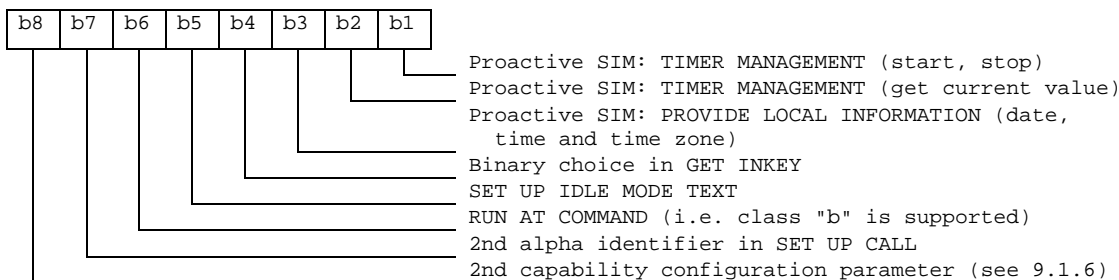 b8 b7 b6 b5 b4 b3 b2 b1
Proactive SIM: TIMER MANAGEMENT (start, stop)
Proactive SIM: TIMER MANAGEMENT (get current value)
Proactive SIM: PROVIDE LOCAL INFORMATION (date,
time and time zone)
Binary choice in GET INKEY
SET UP IDLE MODE TEXT
RUN AT COMMAND (i.e. class "b" is supported)
2nd alpha identifier in SET UP CALL
2nd capability configuration parameter (see 9.1.6)